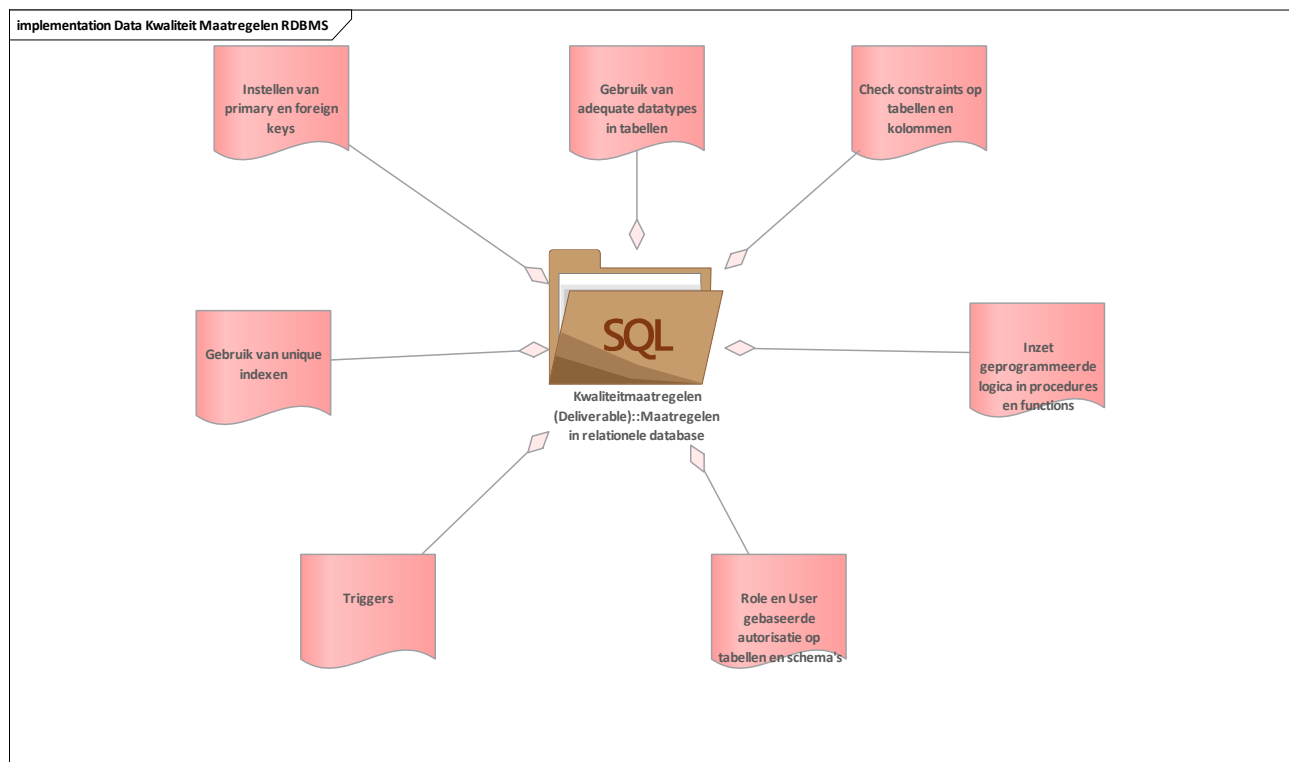 implementation Data Kwaliteit Maatregelen RDBMS
Instellen van
primary en foreign
keys
Gebruik van
adequate datatypes
in tabellen
Check constraints op
tabellen en
kolommen
SQL
Kwaliteitmaatregelen
(Deliverable)::Maatregelen
in relationele database
Gebruik van unique
indexen
Inzet
geprogrammeerde
logica in procedures
en functions
Triggers
Role en User
gebaseerde
autorisatie op
tabellen en schema's